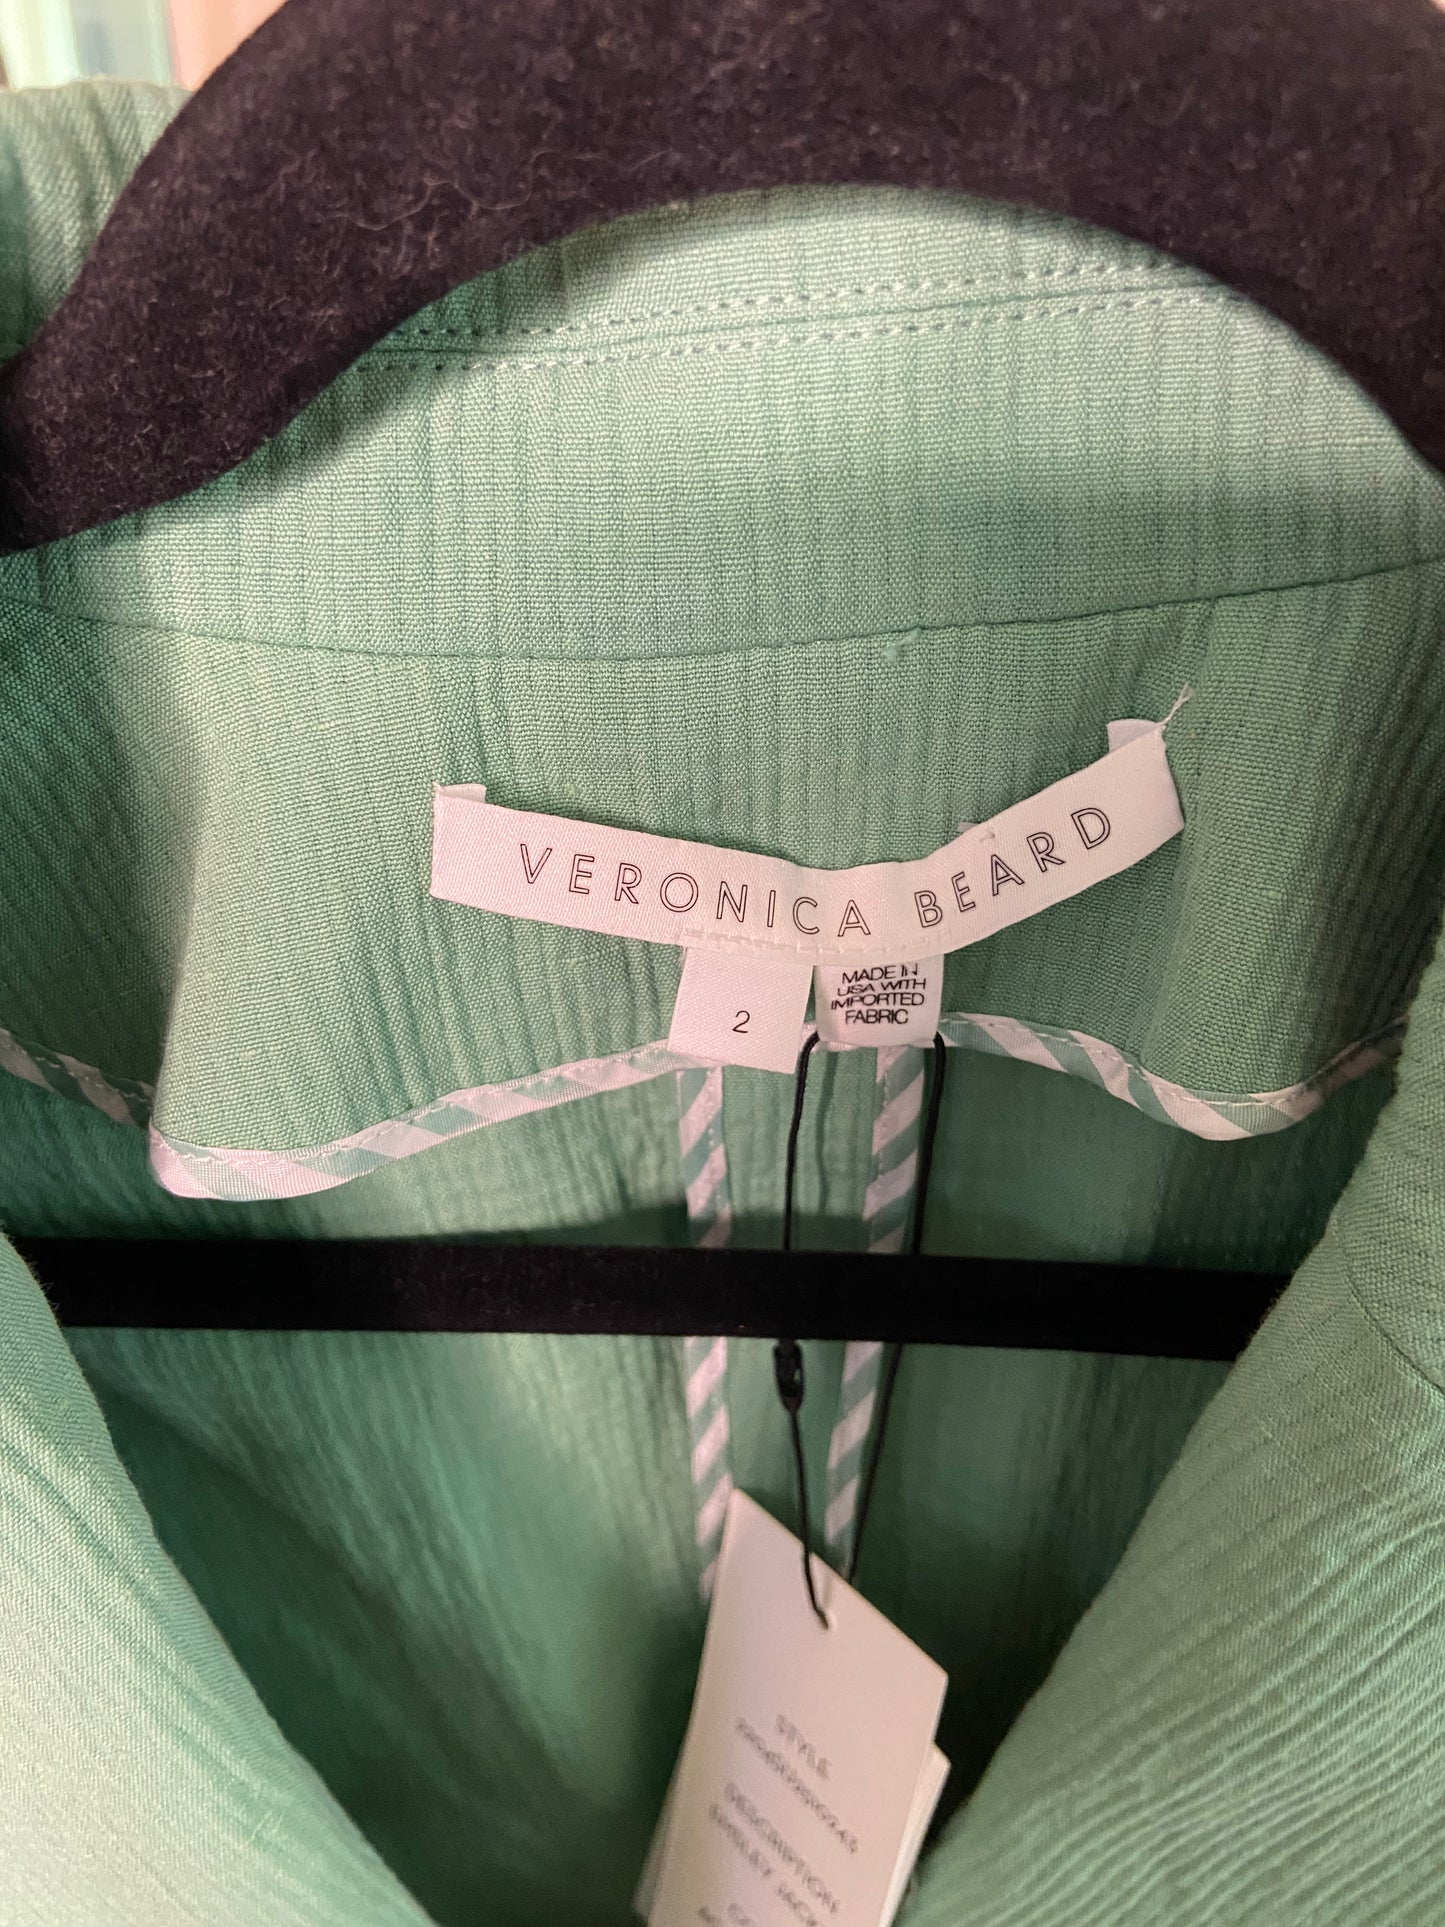 VERONICA BEARD
2
MADE IN
USA WITH
IMPORTED
FABRIC
STYLE
DESCRIPTION